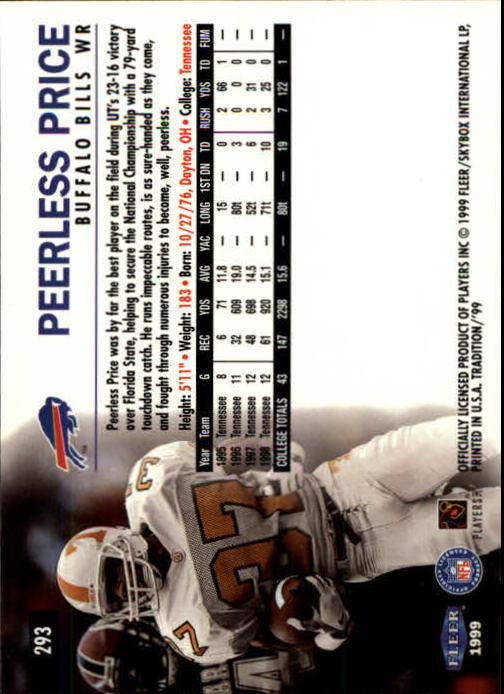 293
PEERLESS PRICE
BUFFALO BILLS WR
Peerless Price was by far the best player on the field during UT's 23-16 victory
over Florida State, helping to secure the National Championship with a 79-yard
touchdown catch. He runs impeccable routes, is as sure-handed as they come,
and fought through numerous injuries to become, well, peerless.
Height: 5'11" • Weight: 183 • Born: 10/27/76, Dayton, OH • College: Tennessee
Year Team G REC YDS AVG YAC LONG 1ST DN TD RUSH YDS TD FUM
1995 Tennessee 8 6 71 11.8 — 15 — 0 2 66 1 —
1996 Tennessee 11 32 609 19.0 — 80t — 3 0 0 0 —
1997 Tennessee 12 48 698 14.5 — 52t — 6 2 31 0 —
1998 Tennessee 12 61 920 15.1 — 71t — 10 3 25 0 —
COLLEGE TOTALS 43 147 2298 15.6 — 80t — 19 7 122 1 —
37
27
FLEER
1999
OFFICIALLY LICENSED PRODUCT
NFL
PLAYERS INC
OFFICIALLY LICENSED PRODUCT OF PLAYERS INC © 1999 FLEER/SKYBOX INTERNATIONAL LP,
PRINTED IN U.S.A. TRADITION/'99